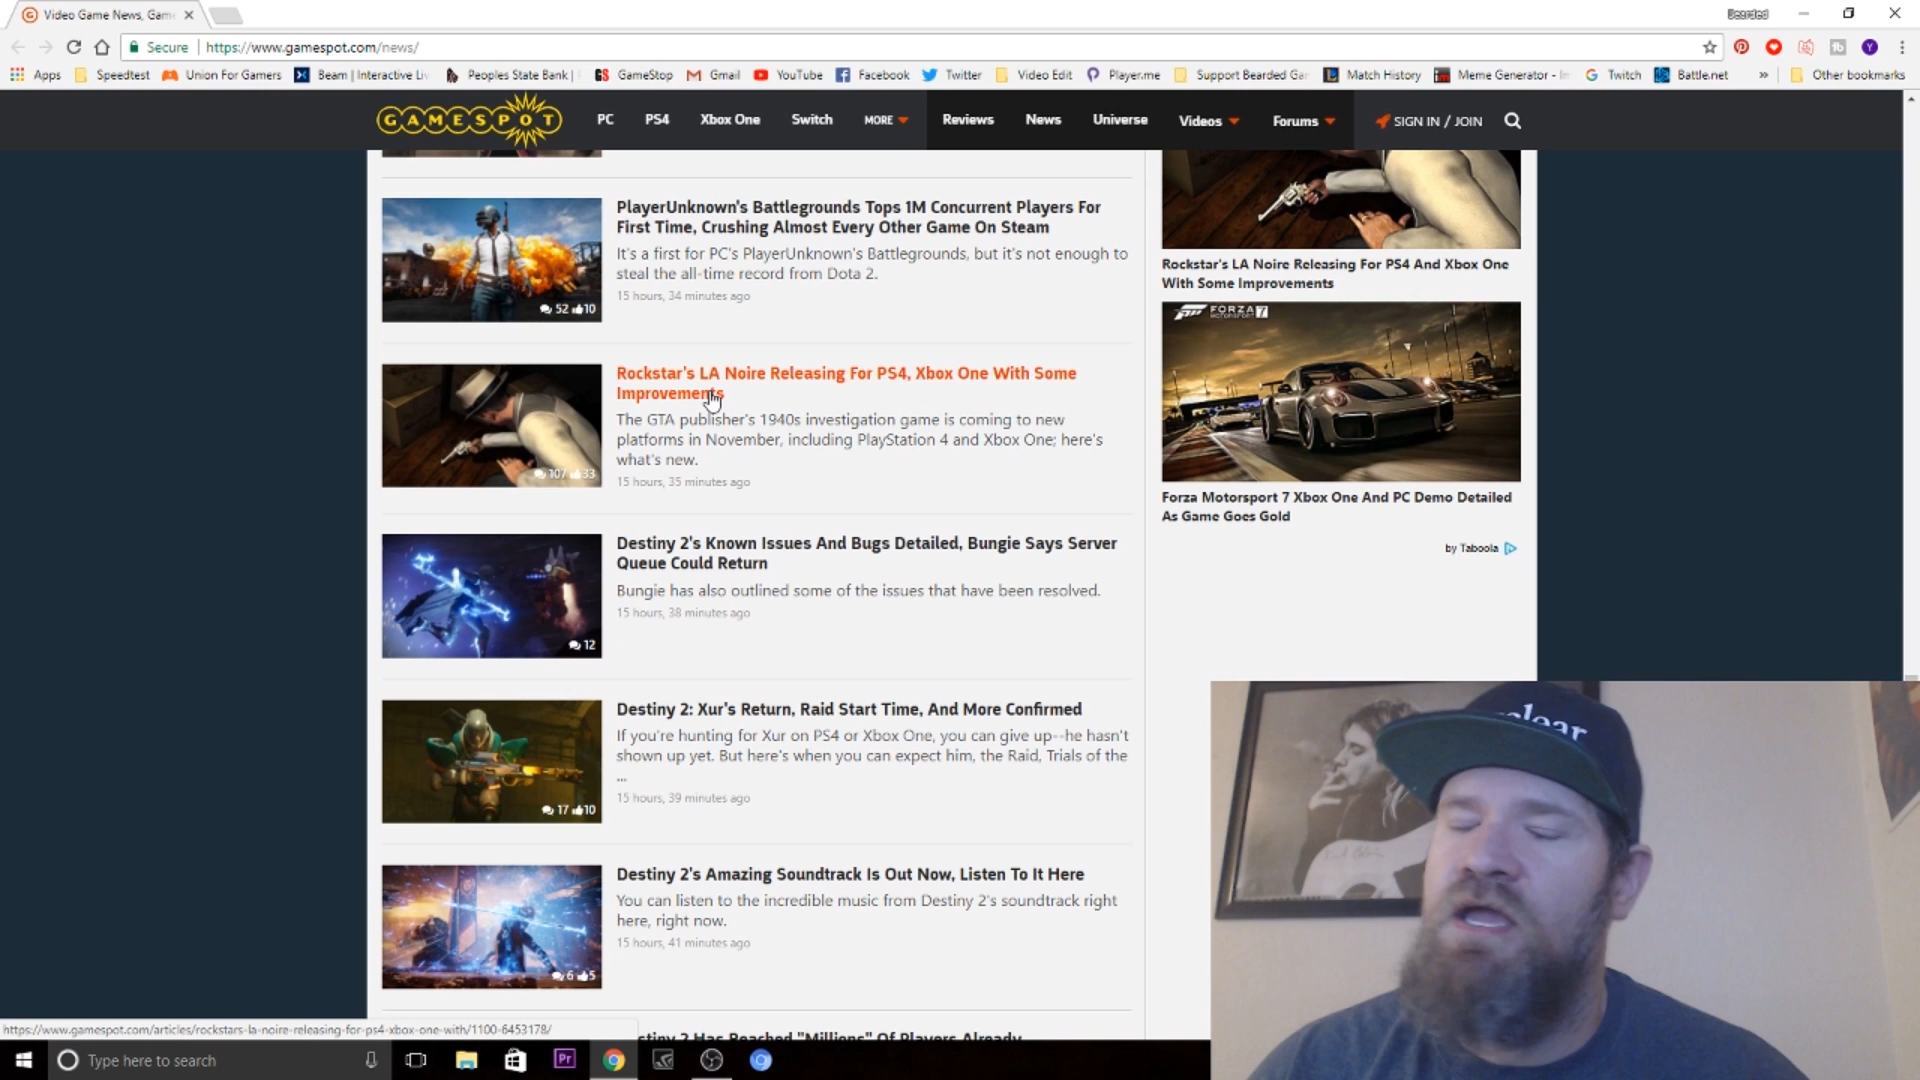 Video Game News, Gam
Bearded
Secure
https://www.gamespot.com/news/
Apps
Speedtest
Union For Gamers
Beam | Interactive Liv
Peoples State Bank |
GameStop
Gmail
YouTube
Facebook
Twitter
Video Edit
Player.me
Support Bearded Gar
Match History
Meme Generator - I
Twitch
Battle.net
»
Other bookmarks
GAMESPOT
PC
PS4
Xbox One
Switch
MORE
Reviews
News
Universe
Videos
Forums
SIGN IN / JOIN
PlayerUnknown's Battlegrounds Tops 1M Concurrent Players For
First Time, Crushing Almost Every Other Game On Steam
It's a first for PC's PlayerUnknown's Battlegrounds, but it's not enough to
steal the all-time record from Dota 2.
15 hours, 34 minutes ago
52 10
Rockstar's LA Noire Releasing For PS4, Xbox One With Some
Improvements
The GTA publisher's 1940s investigation game is coming to new
platforms in November, including PlayStation 4 and Xbox One; here's
what's new.
15 hours, 35 minutes ago
107 33
Destiny 2's Known Issues And Bugs Detailed, Bungie Says Server
Queue Could Return
Bungie has also outlined some of the issues that have been resolved.
15 hours, 38 minutes ago
12
Destiny 2: Xur's Return, Raid Start Time, And More Confirmed
If you're hunting for Xur on PS4 or Xbox One, you can give up--he hasn't
shown up yet. But here's when you can expect him, the Raid, Trials of the
...
15 hours, 39 minutes ago
17 10
Destiny 2's Amazing Soundtrack Is Out Now, Listen To It Here
You can listen to the incredible music from Destiny 2's soundtrack right
here, right now.
15 hours, 41 minutes ago
6 5
stiny 2 Has Reached "Millions" Of Players Already
Rockstar's LA Noire Releasing For PS4 And Xbox One
With Some Improvements
FORZA 7
MOTORSPORT
Forza Motorsport 7 Xbox One And PC Demo Detailed
As Game Goes Gold
by Taboola
clear
https://www.gamespot.com/articles/rockstars-la-noire-releasing-for-ps4-xbox-one-with/1100-6453178/
Type here to search
Pr